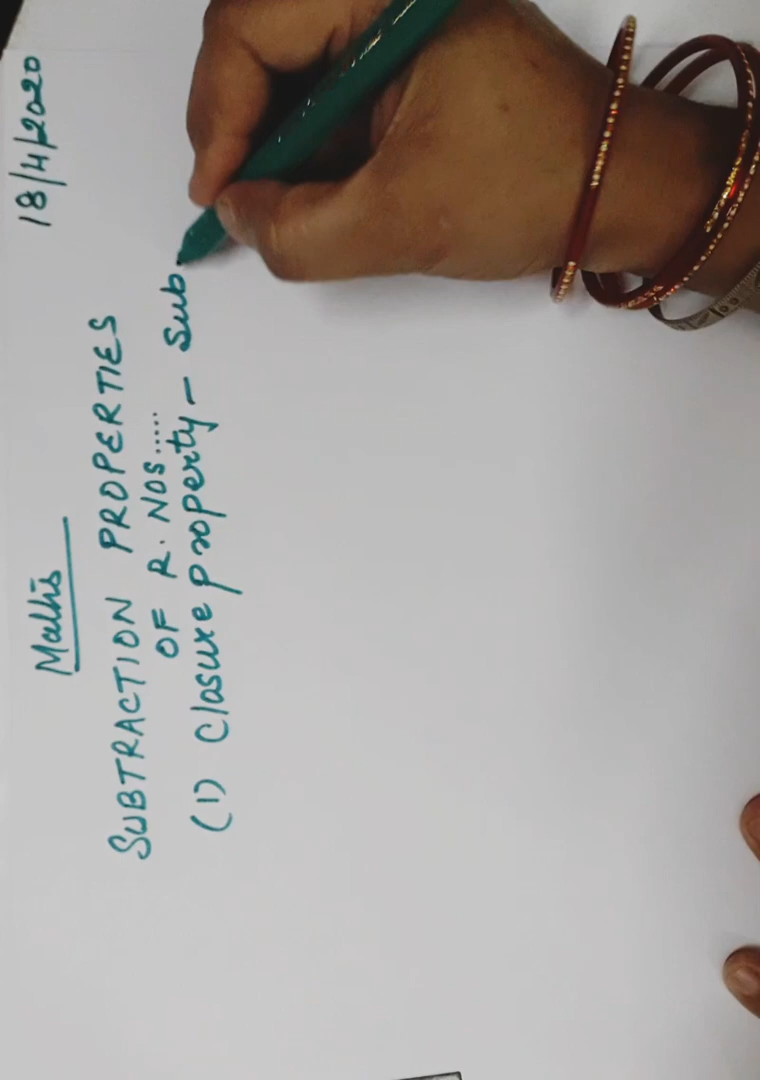 18/4/2020
Maths
SUBTRACTION PROPERTIES
OF R. NOS.....
(1) Closure property - Sub